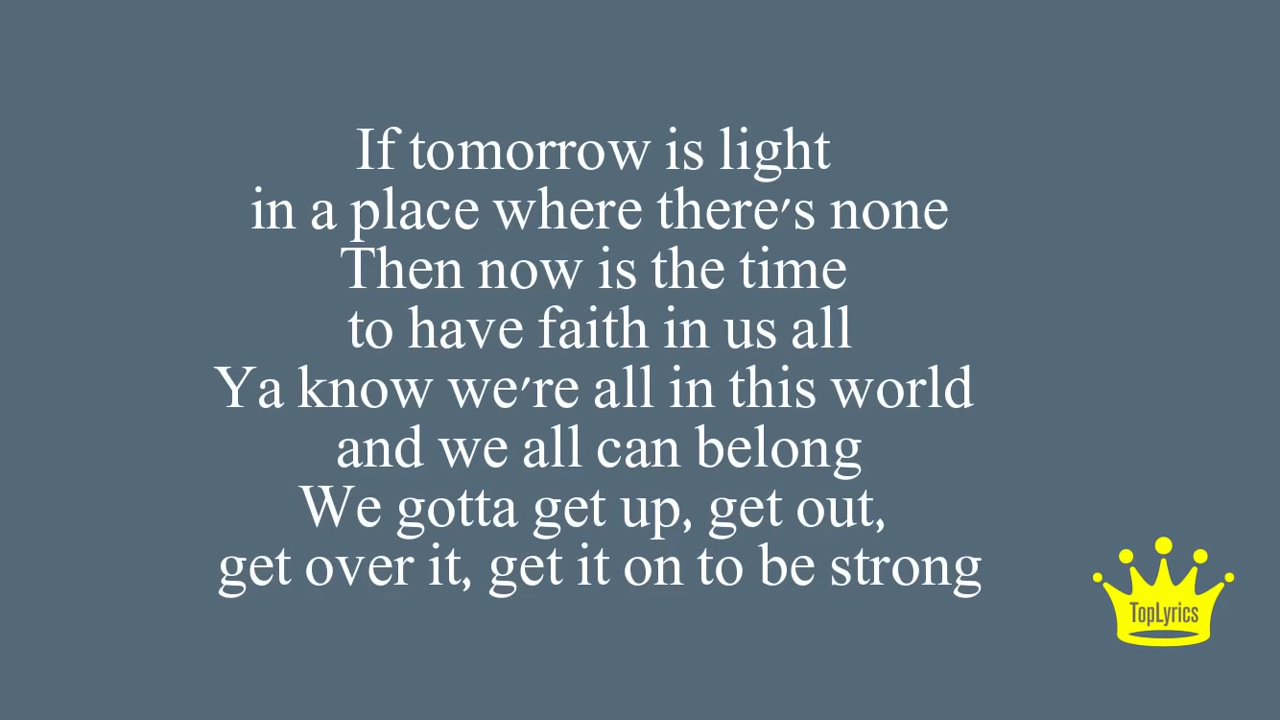 If tomorrow is light
in a place where there's none
Then now is the time
to have faith in us all
Ya know we're all in this world
and we all can belong
We gotta get up, get out,
get over it, get it on to be strong
TopLyrics